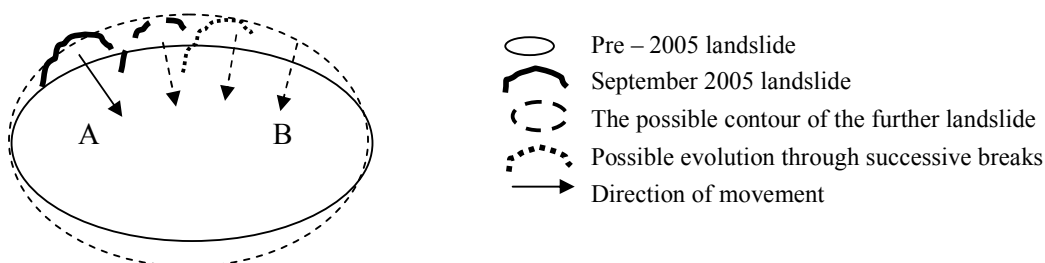 Pre – 2005 landslide
September 2005 landslide
The possible contour of the further landslide
Possible evolution through successive breaks
Direction of movement
A
B